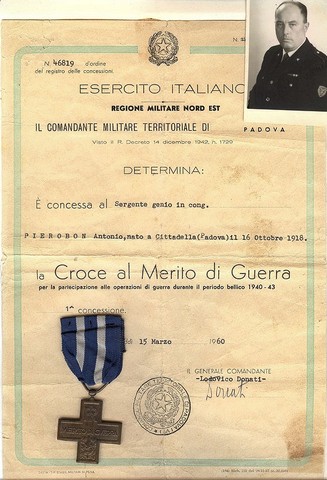 N. 46819 d'ordine
del registro delle concessioni.
ESERCITO ITALIANO
REGIONE MILITARE NORD EST
IL COMANDANTE MILITARE TERRITORIALE DI PADOVA
Visto il R. Decreto 14 dicembre 1942, n. 1729
DETERMINA:
È concessa al Sergente genio in cong.
PIEROBON Antonio, nato a Cittadella (Padova) il 16 Ottobre 1918.
la Croce al Merito di Guerra
per la partecipazione alle operazioni di guerra durante il periodo bellico 1940-43
1ª concessione.
dì 15 Marzo 1960
IL GENERALE COMANDANTE
-Lodovico Donati-
Donati